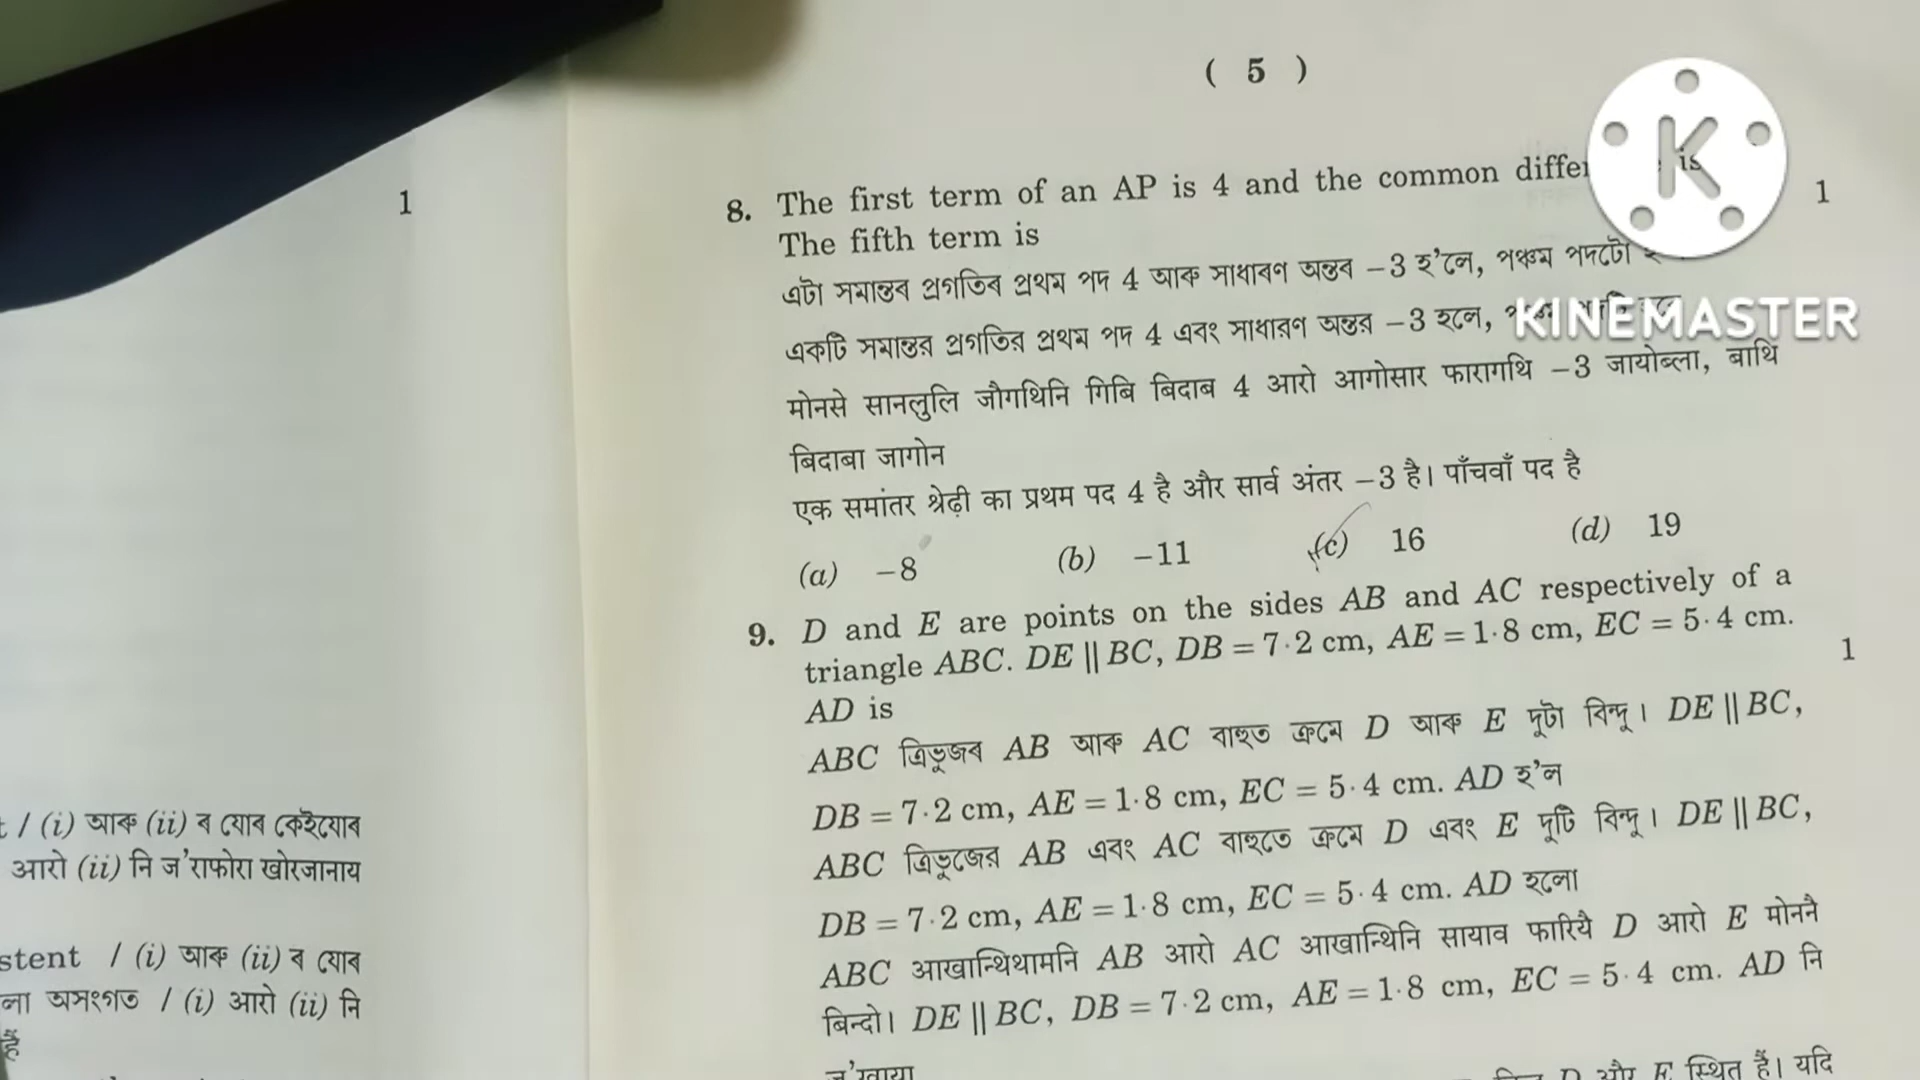 ( 5 )
1
8. The first term of an AP is 4 and the common is
1
The fifth term is
এটা সমান্তৰ প্ৰগতিৰ প্ৰথম পদ 4 আৰু সাধাৰণ অন্তৰ –3 হ'লে, পঞ্চম পদটো
একটি সমান্তর প্রগতির প্রথম পদ 4 এবং সাধারণ অন্তর –3 হলে,
KINEMASTER
मोनसे सानलुलि जौगथिनि गिबि बिदाब 4 आरो आगोसार फारागथि –3 जायोब्ला, बाथि
बिदाबा जागोन
एक समांतर श्रेढ़ी का प्रथम पद 4 है और सार्व अंतर –3 है। पाँचवाँ पद है
(a) –8 (b) –11 (c) 16 (d) 19
9. D and E are points on the sides AB and AC respectively of a
triangle ABC. DE || BC, DB = 7·2 cm, AE = 1·8 cm, EC = 5·4 cm.
1
AD is
ABC ত্ৰিভূজৰ AB আৰু AC বাহুত ক্ৰমে D আৰু E দূটা বিন্দূ। DE || BC,
DB = 7·2 cm, AE = 1·8 cm, EC = 5·4 cm. AD হ'ল
ABC ত্রিভূজের AB এবং AC বাহুতে ক্রমে D এবং E দূটি বিন্দূ। DE || BC,
DB = 7·2 cm, AE = 1·8 cm, EC = 5·4 cm. AD হলো
ABC आखान्थिथामनि AB आरो AC आखान्थिनि सायाव फारियै D आरो E मोननै
बिन्दो। DE || BC, DB = 7·2 cm, AE = 1·8 cm, EC = 5·4 cm. AD नि
D और E स्थित हैं। यदि
/ (i) আৰু (ii) ৰ যোৰ কেইযোৰ
आरो (ii) नि ज'राफोरा खोरजानाय
stent / (i) আৰু (ii) ৰ যোৰ
অসংগত / (i) आरो (ii) नि
हैं